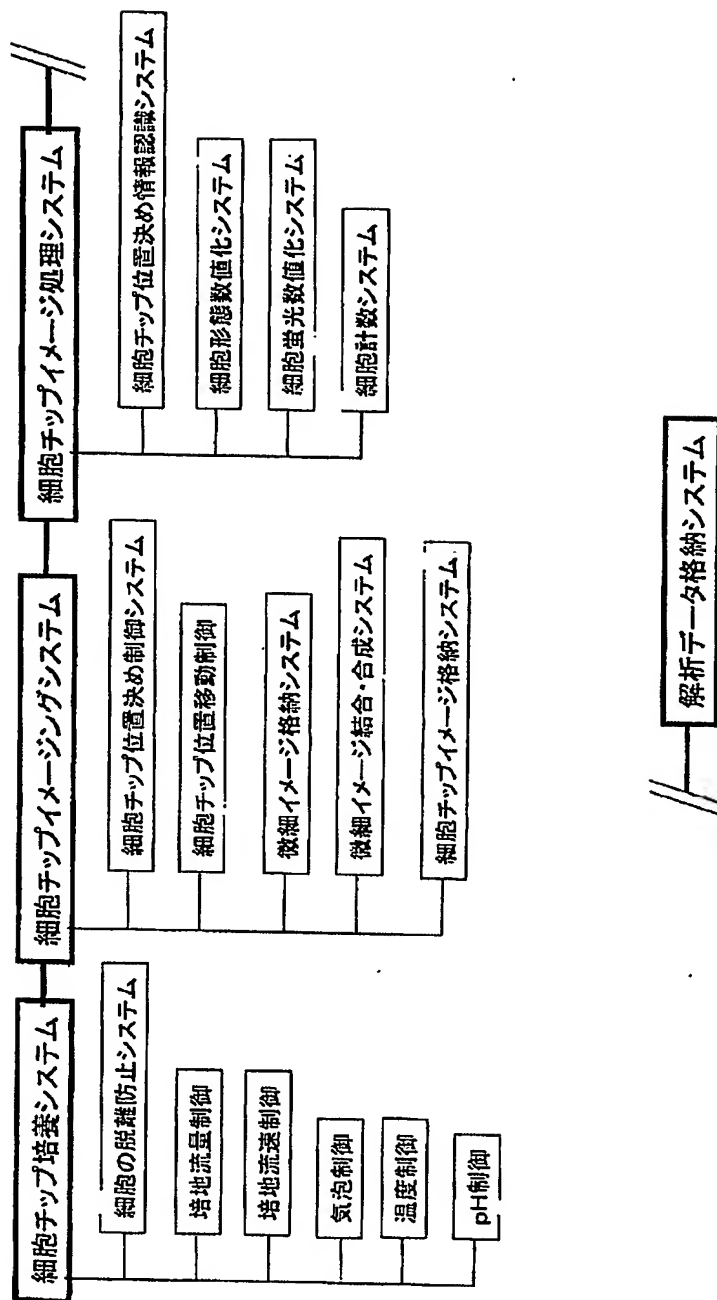 細胞チップ培養システム
細胞の脱離防止システム
培地流量制御
培地流速制御
気泡制御
温度制御
pH制御
細胞チップイメージングシステム
細胞チップ位置決め制御システム
細胞チップ位置移動制御
微細イメージ格納システム
微細イメージ結合・合成システム
細胞チップイメージ格納システム
細胞チップイメージ処理システム
細胞チップ位置決め情報認識システム
細胞形態数値化システム
細胞蛍光数値化システム
細胞計数システム
解析データ格納システム